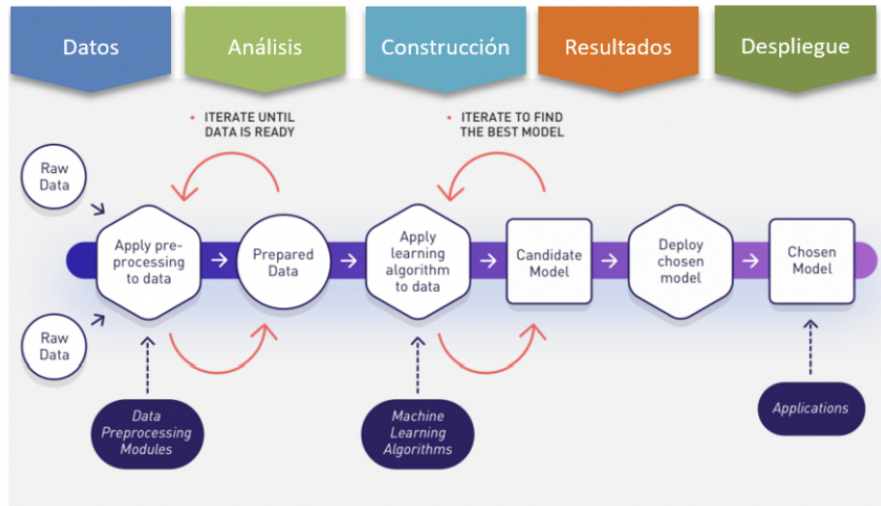 Datos
Análisis
Construcción
Resultados
Despliegue
• ITERATE UNTIL
DATA IS READY
• ITERATE TO FIND
THE BEST MODEL
Raw
Data
Apply pre-
processing
to data
Prepared
Data
Apply
learning
algorithm
to data
Candidate
Model
Deploy
chosen
model
Chosen
Model
Raw
Data
Data
Preprocessing
Modules
Machine
Learning
Algorithms
Applications